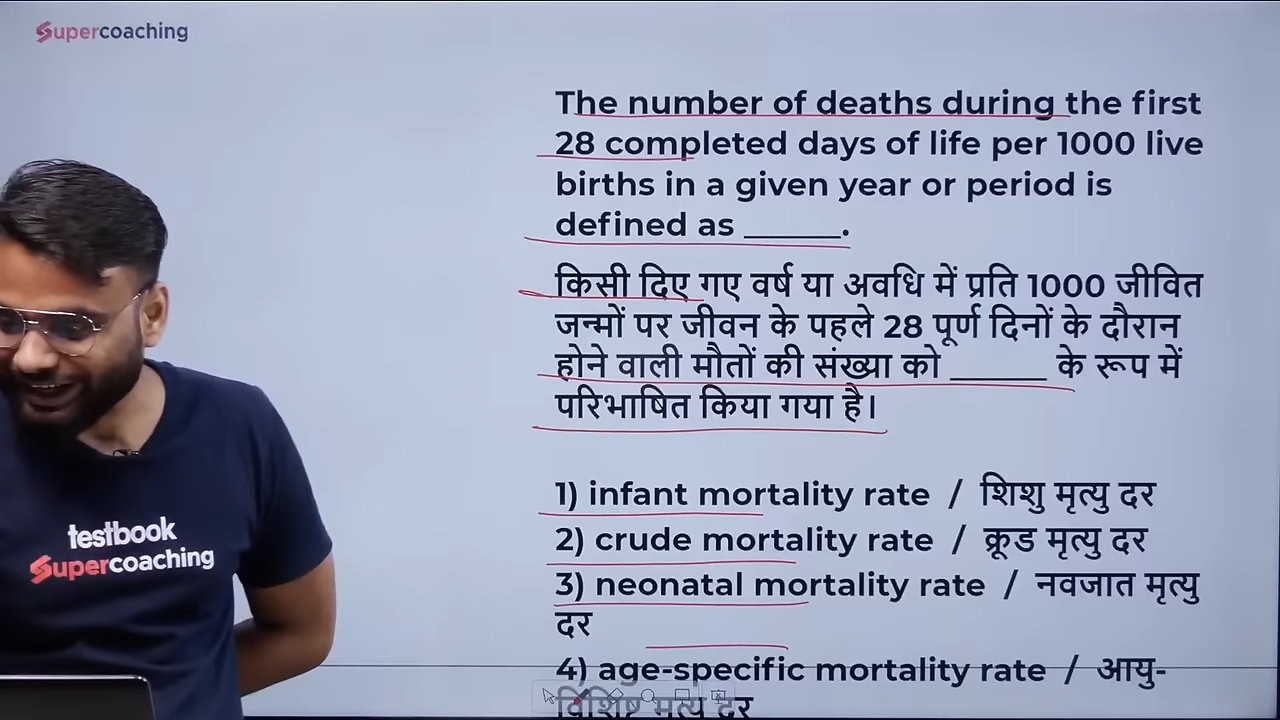 Supercoaching
The number of deaths during the first
28 completed days of life per 1000 live
births in a given year or period is
defined as ______.
किसी दिए गए वर्ष या अवधि में प्रति 1000 जीवित
जन्मों पर जीवन के पहले 28 पूर्ण दिनों के दौरान
होने वाली मौतों की संख्या को ______ के रूप में
परिभाषित किया गया है।
1) infant mortality rate / शिशु मृत्यु दर
2) crude mortality rate / क्रूड मृत्यु दर
3) neonatal mortality rate / नवजात मृत्यु
दर
4) age-specific mortality rate / आयु-
विशिष्ट मृत्यु दर
testbook
Supercoaching